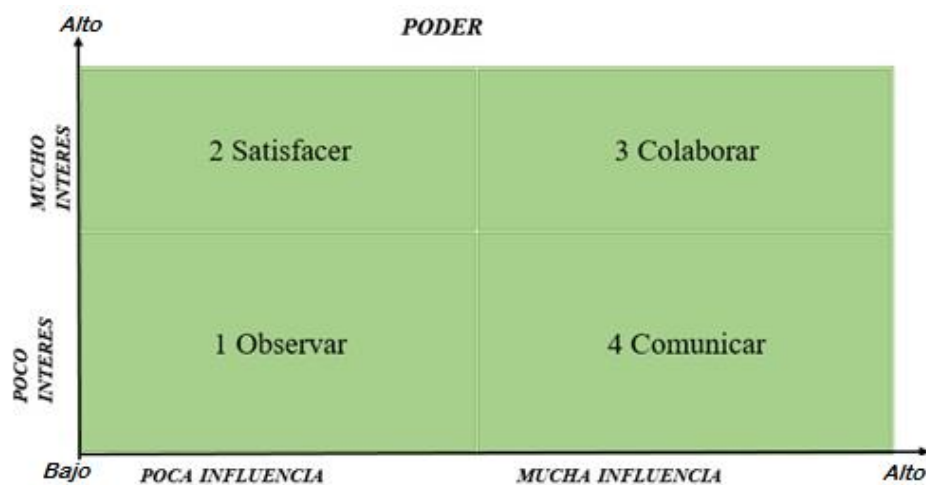 Alto
PODER
MUCHO
INTERES
2 Satisfacer
3 Colaborar
POCO
INTERES
1 Observar
4 Comunicar
Bajo
POCA INFLUENCIA
MUCHA INFLUENCIA
Alto